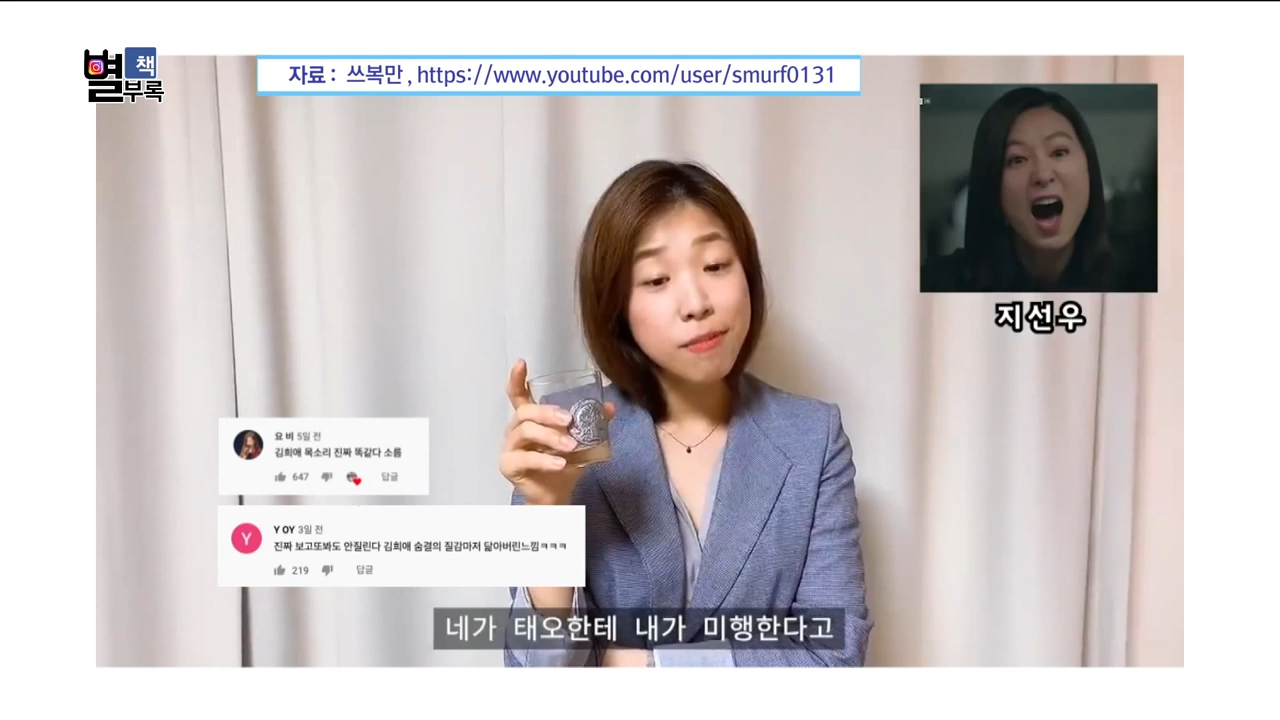 별책부록
자료 : 쓰복만 , https://www.youtube.com/user/smurf0131
지선우
요 비 5일 전
김희애 목소리 진짜 똑같다 소름
647 답글
Y
Y OY 3일 전
진짜 보고또봐도 안질린다 김희애 숨결의 질감마저 닮아버린느낌ㅋㅋㅋ
219 답글
네가 태오한테 내가 미행한다고